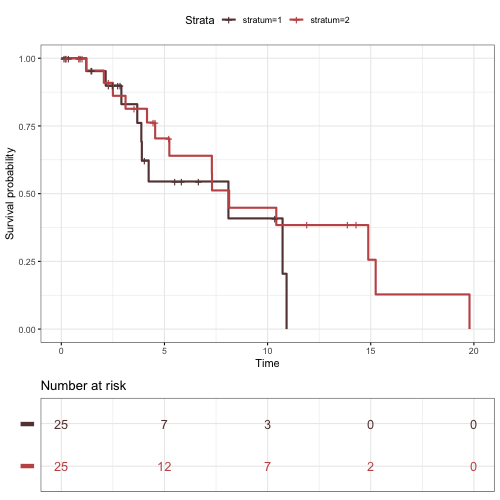 Strata stratum=1 stratum=2
1.00
0.75
0.50
0.25
0.00
Survival probability
0 5 10 15 20
Time
Number at risk
25 7 3 0 0
25 12 7 2 0